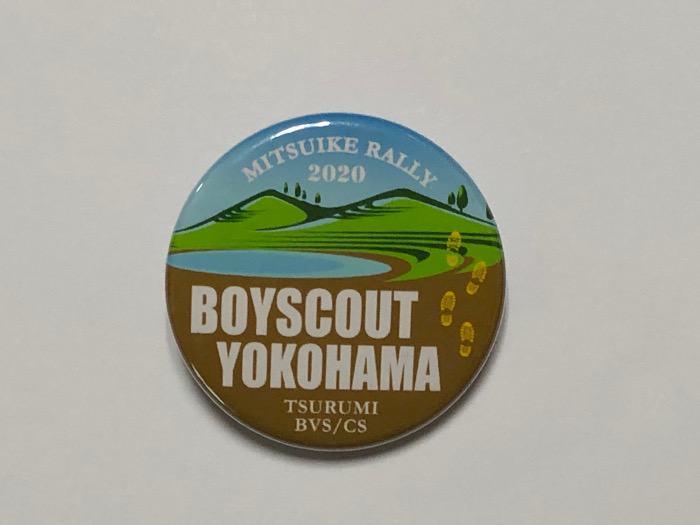 MITSUIKE RALLY
2020
BOYSCOUT
YOKOHAMA
TSURUMI
BVS/CS